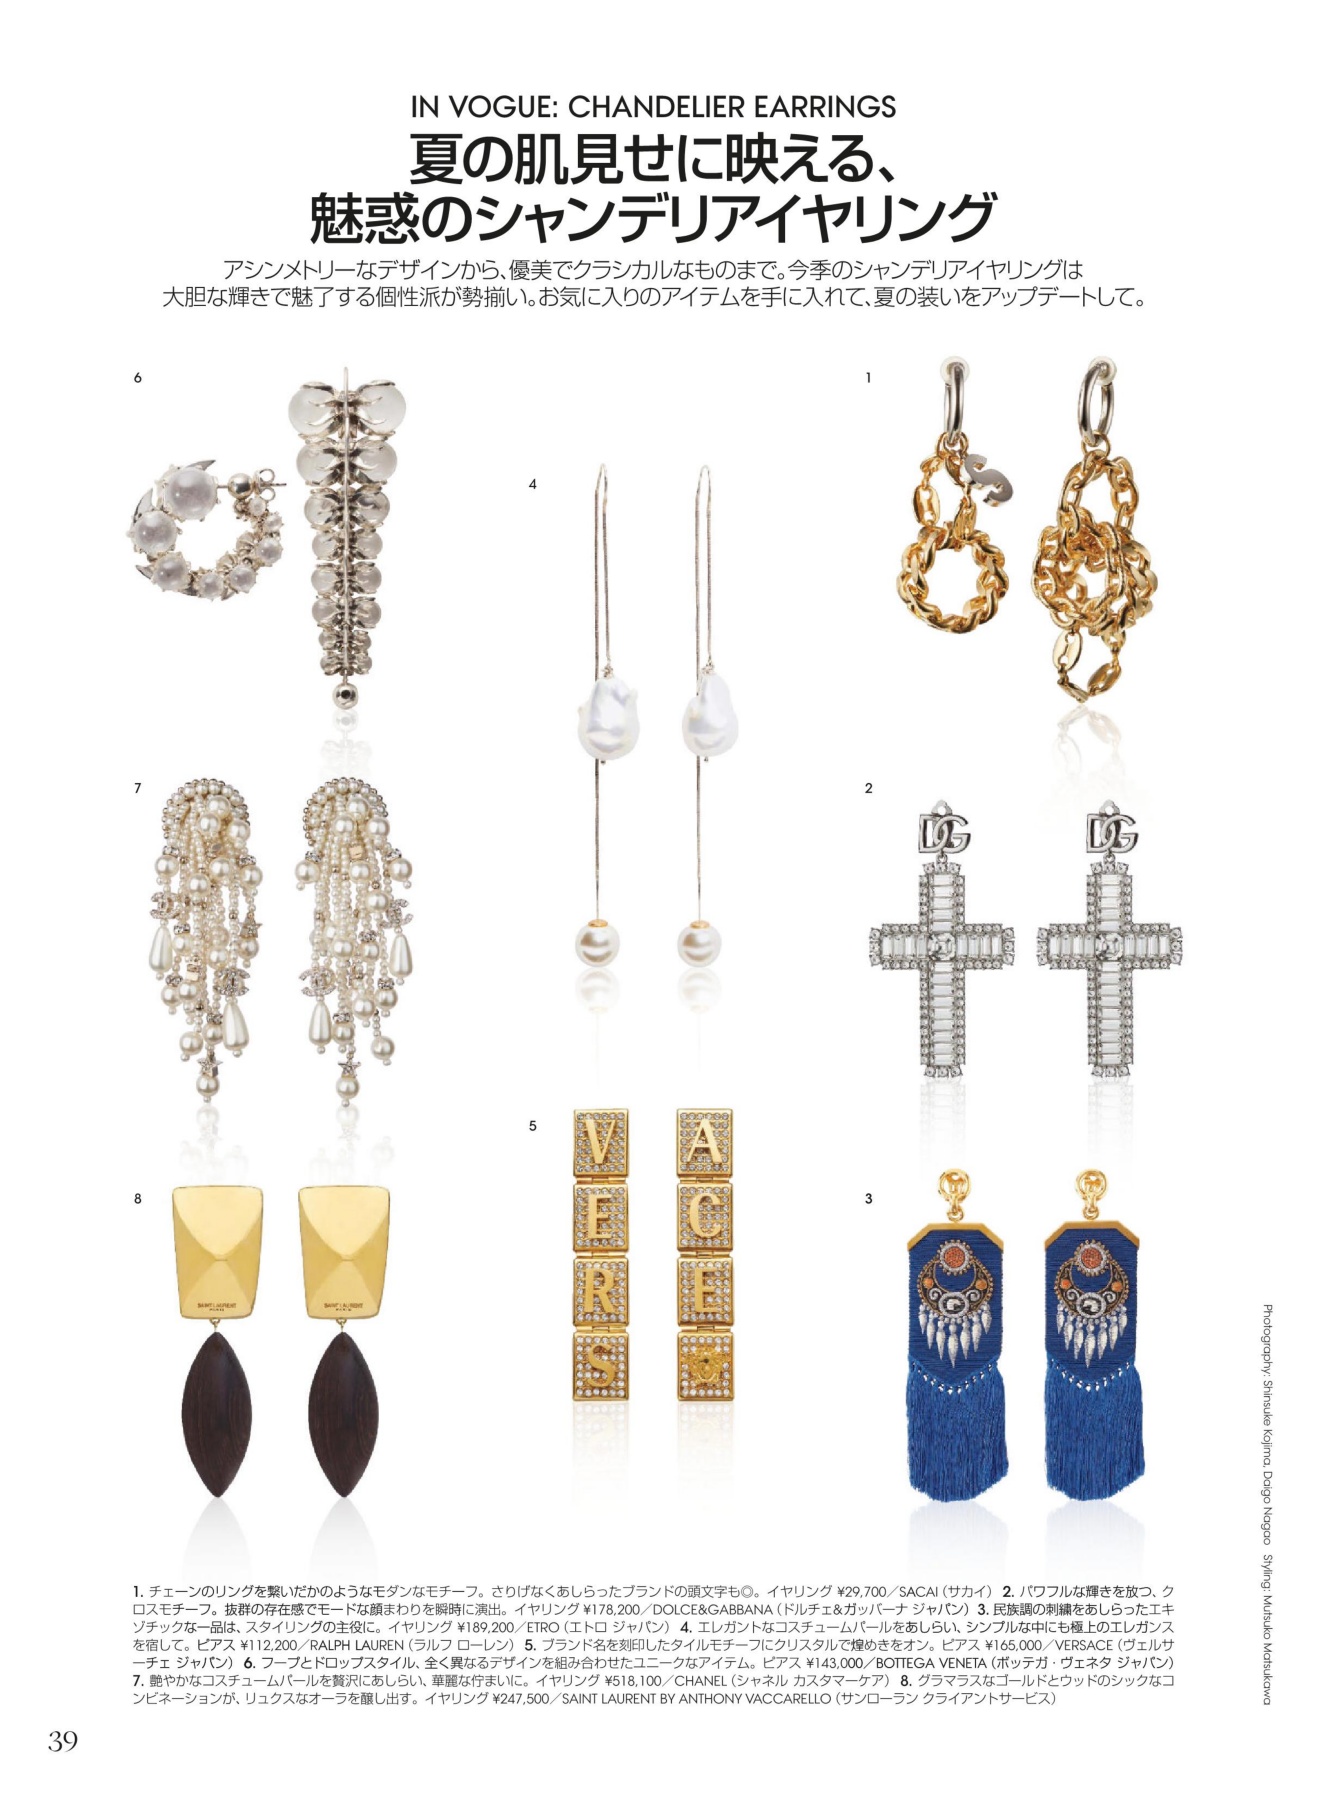 IN VOGUE: CHANDELIER EARRINGS
夏の肌見せに映える、
魅惑のシャンデリアイヤリング
アシンメトリーなデザインから、優美でクラシカルなものまで。今季のシャンデリアイヤリングは
大胆な輝きで魅了する個性派が勢揃い。お気に入りのアイテムを手に入れて、夏の装いをアップデートして。
6
1
S
4
7
2
DG
DG
5
V
E
R
S
A
C
E
8
3
SAINT LAURENT
PARIS
SAINT LAURENT
PARIS
1. チェーンのリングを繋いだかのようなモダンなモチーフ。さりげなくあしらったブランドの頭文字も◎。イヤリング ¥29,700／SACAI（サカイ） 2. パワフルな輝きを放つ、ク
ロスモチーフ。抜群の存在感でモードな顔まわりを瞬時に演出。イヤリング ¥178,200／DOLCE&GABBANA（ドルチェ&ガッバーナ ジャパン） 3. 民族調の刺繍をあしらったエキ
ゾチックな一品は、スタイリングの主役に。イヤリング ¥189,200／ETRO（エトロ ジャパン） 4. エレガントなコスチュームパールをあしらい、シンプルな中にも極上のエレガンス
を宿して。ピアス ¥112,200／RALPH LAUREN（ラルフ ローレン） 5. ブランド名を刻印したタイルモチーフにクリスタルで煌めきをオン。ピアス ¥165,000／VERSACE（ヴェルサ
ーチェ ジャパン） 6. フープとドロップスタイル、全く異なるデザインを組み合わせたユニークなアイテム。ピアス ¥143,000／BOTTEGA VENETA（ボッテガ・ヴェネタ ジャパン）
7. 艶やかなコスチュームパールを贅沢にあしらい、華麗な佇まいに。イヤリング ¥518,100／CHANEL（シャネル カスタマーケア） 8. グラマラスなゴールドとウッドのシックなコ
ンビネーションが、リュクスなオーラを醸し出す。イヤリング ¥247,500／SAINT LAURENT BY ANTHONY VACCARELLO（サンローラン クライアントサービス）
Photography: Shinsuke Kojima, Daigo Nagao Styling: Mutsuko Matsukawa
39